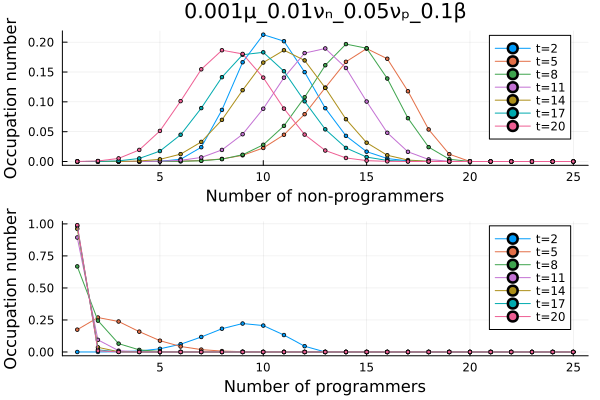 0.001μ_0.01νₙ_0.05νₚ_0.1β
Occupation number
0.20
0.15
0.10
0.05
0.00
t=2
t=5
t=8
t=11
t=14
t=17
t=20
5 10 15 20 25
Number of non-programmers
Occupation number
1.00
0.75
0.50
0.25
0.00
t=2
t=5
t=8
t=11
t=14
t=17
t=20
5 10 15 20 25
Number of programmers